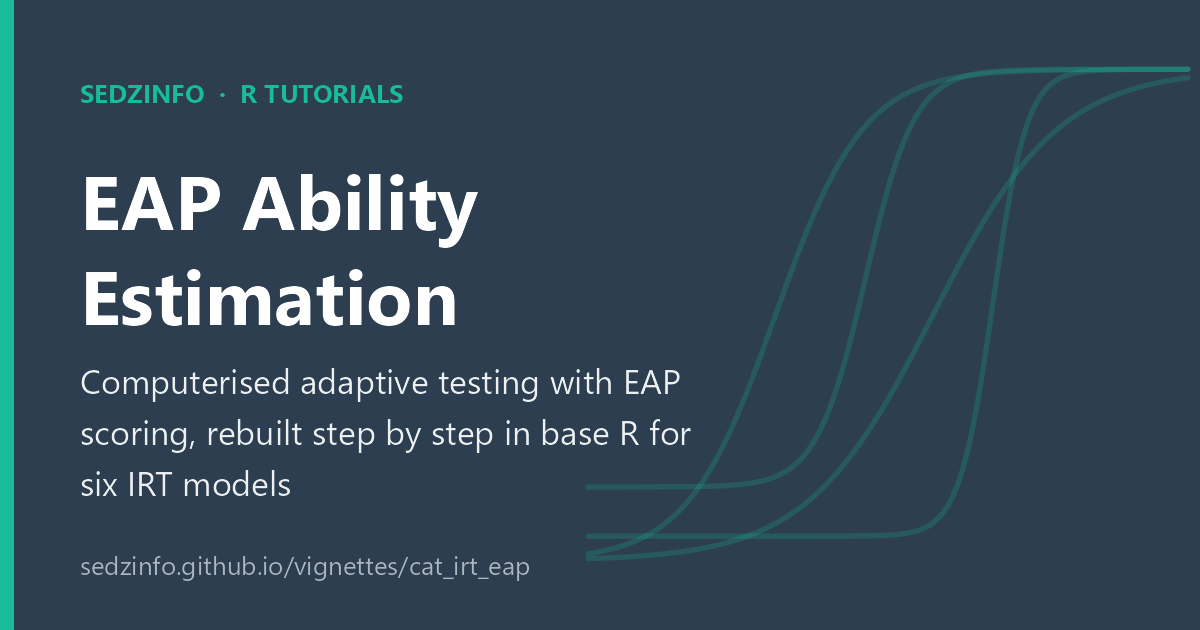 SEDZINFO · R TUTORIALS
EAP Ability
Estimation
Computerised adaptive testing with EAP
scoring, rebuilt step by step in base R for
six IRT models
sedzinfo.github.io/vignettes/cat_irt_eap